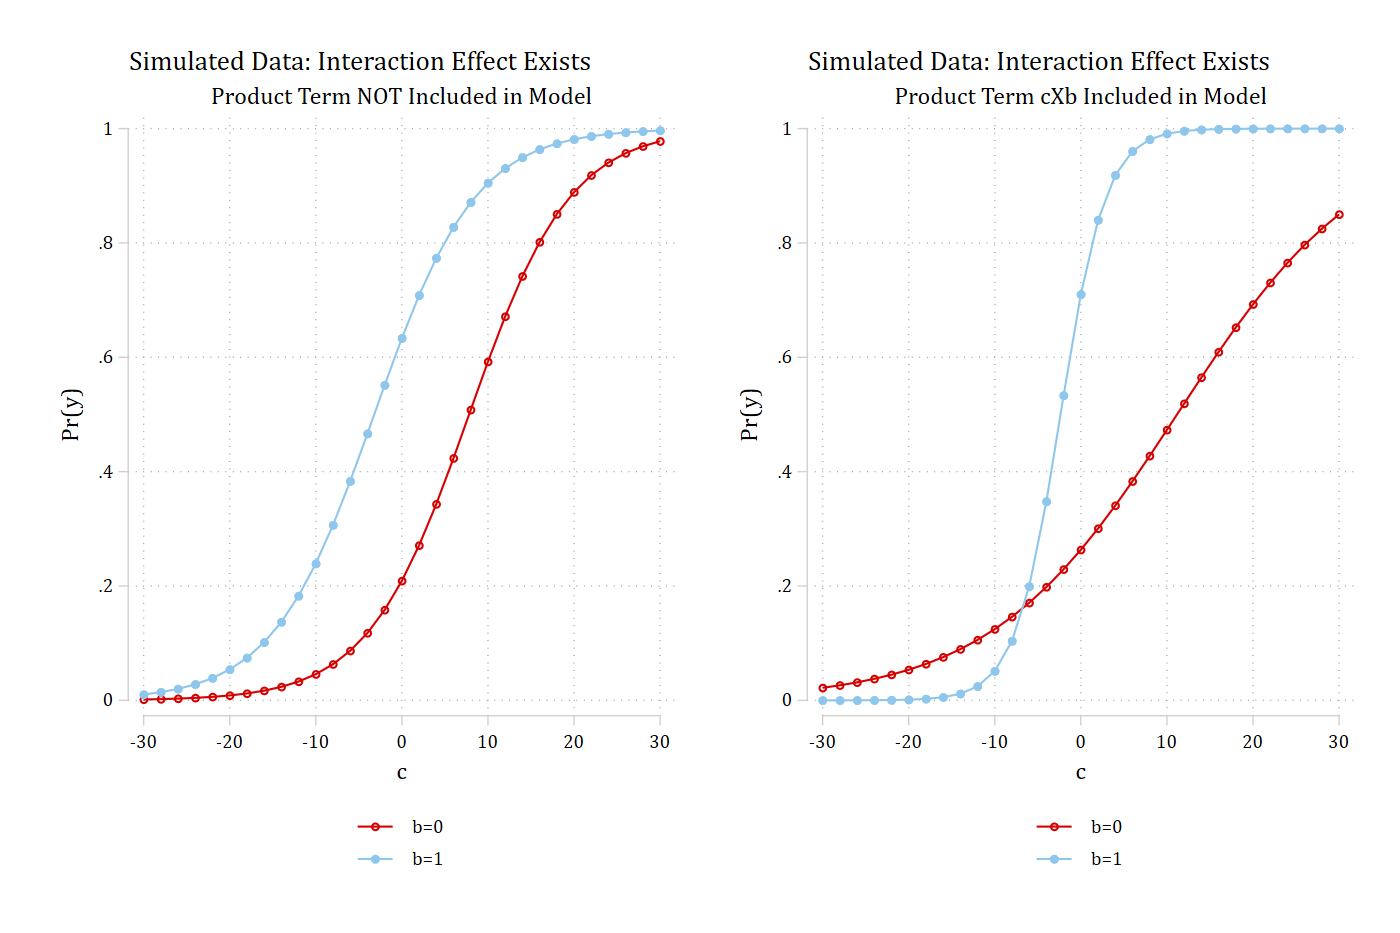 Simulated Data: Interaction Effect Exists
Product Term NOT Included in Model
1
.8
.6
.4
.2
0
Pr(y)
-30 -20 -10 0 10 20 30
c
b=0
b=1
Simulated Data: Interaction Effect Exists
Product Term cXb Included in Model
1
.8
.6
.4
.2
0
Pr(y)
-30 -20 -10 0 10 20 30
c
b=0
b=1